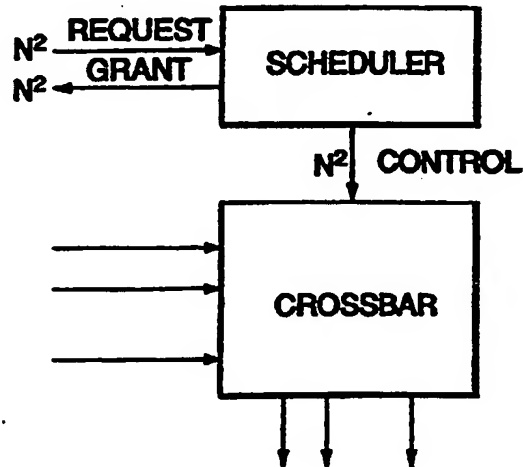 N² REQUEST
N² GRANT
SCHEDULER
N² CONTROL
CROSSBAR